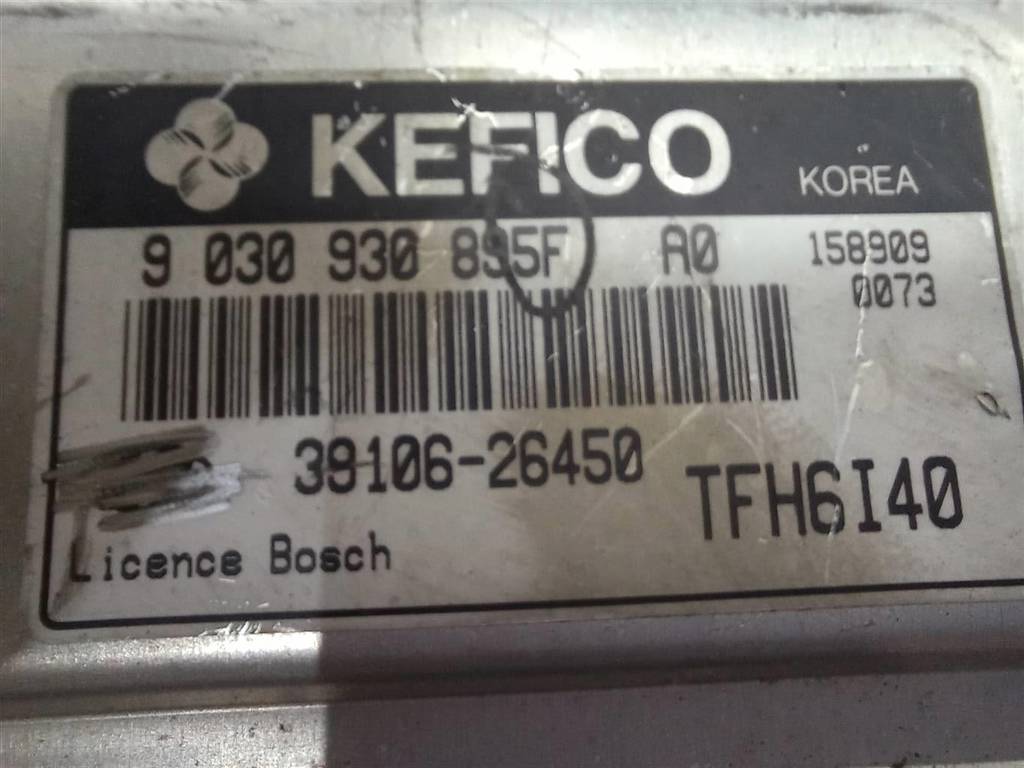 KEFICO
KOREA
9 030 930 895F A0
158909
0073
39106-26450
TFH6I40
Licence Bosch